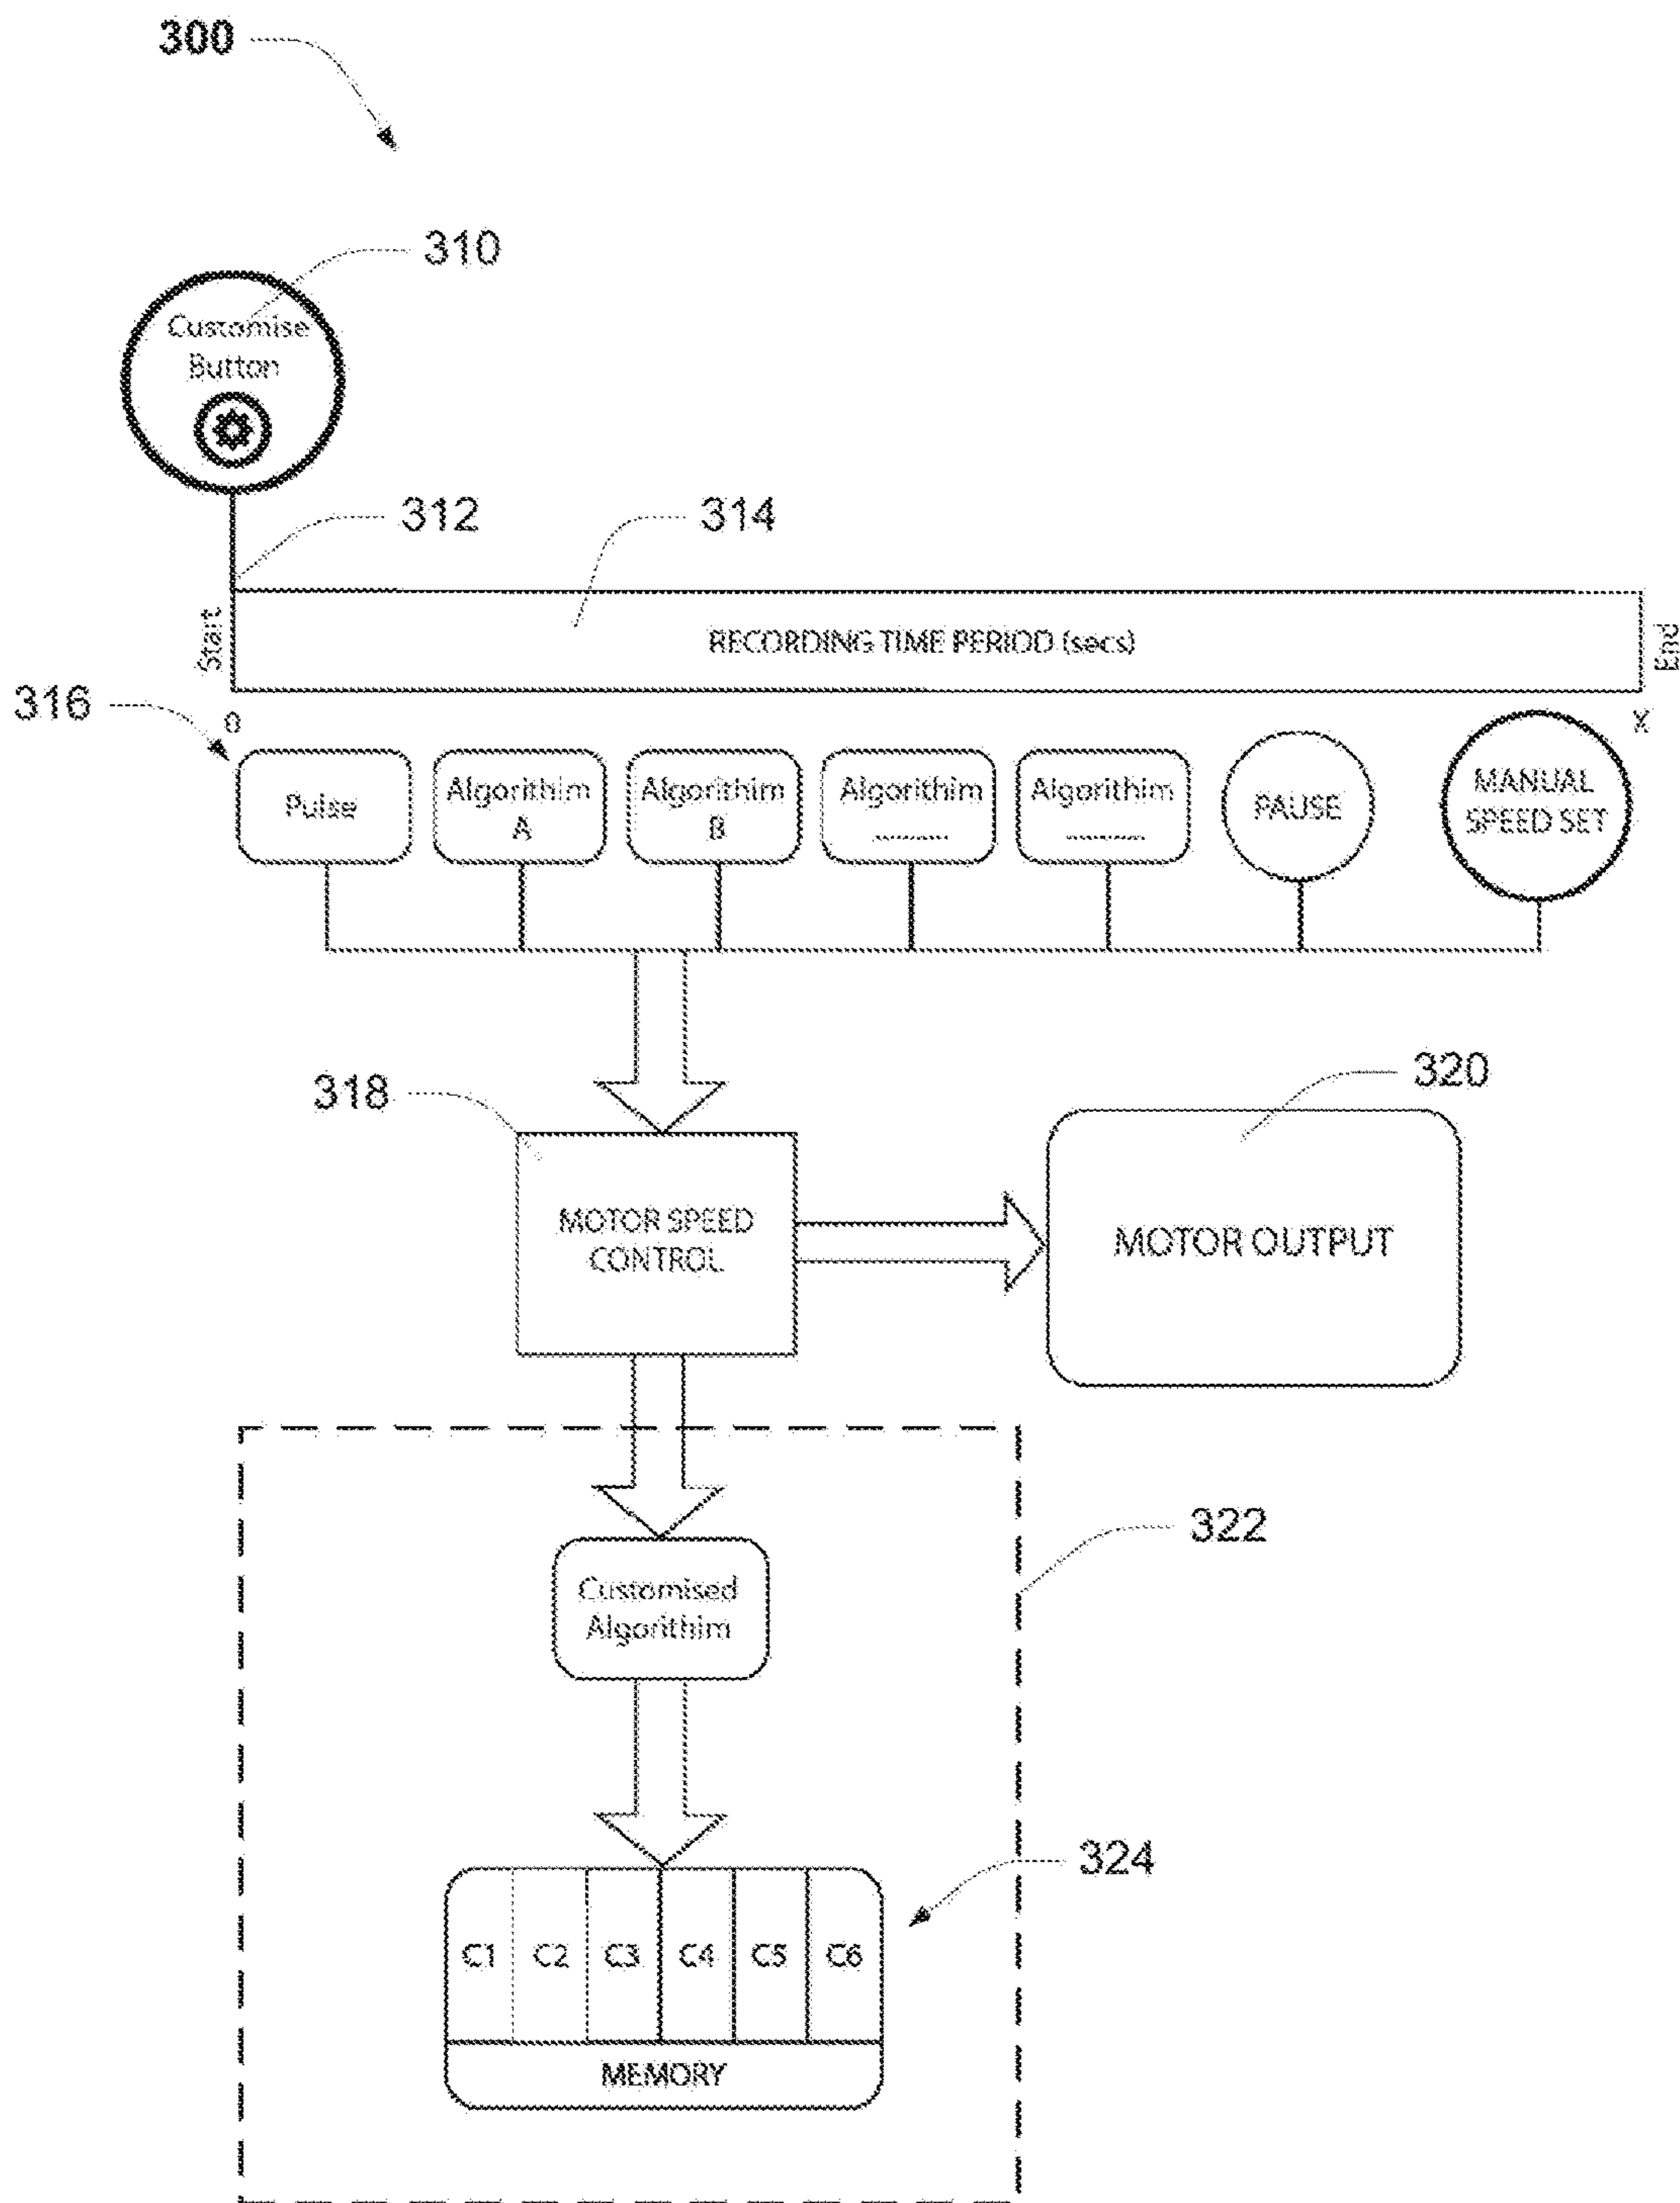 300
310
Customise
Button
312
314
Start
RECORDING TIME PERIOD (secs)
End
316
0
X
Pulse
Algorithim
A
Algorithim
B
Algorithim
Algorithim
PAUSE
MANUAL
SPEED SET
318
320
MOTOR SPEED
CONTROL
MOTOR OUTPUT
322
Customised
Algorithim
324
C1 C2 C3 C4 C5 C6
MEMORY